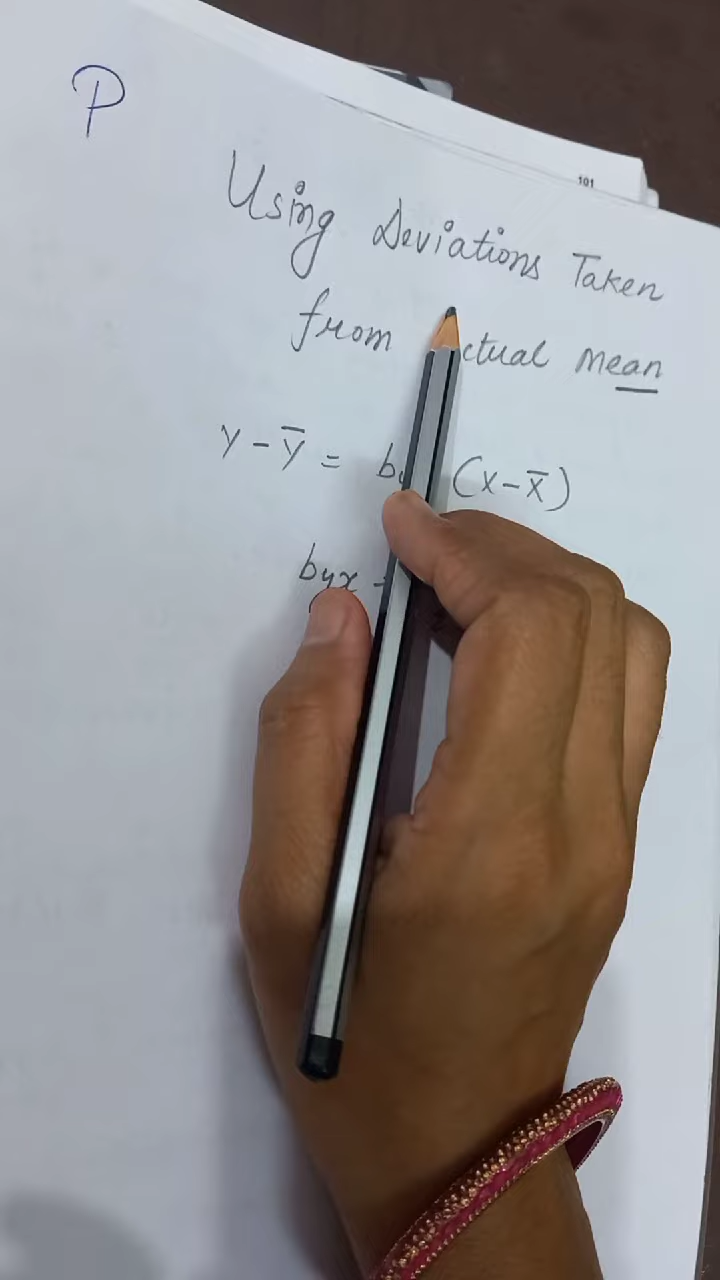 P
101
Using Deviations Taken
from ctual mean
y - ȳ = b (x - x̄)
byx